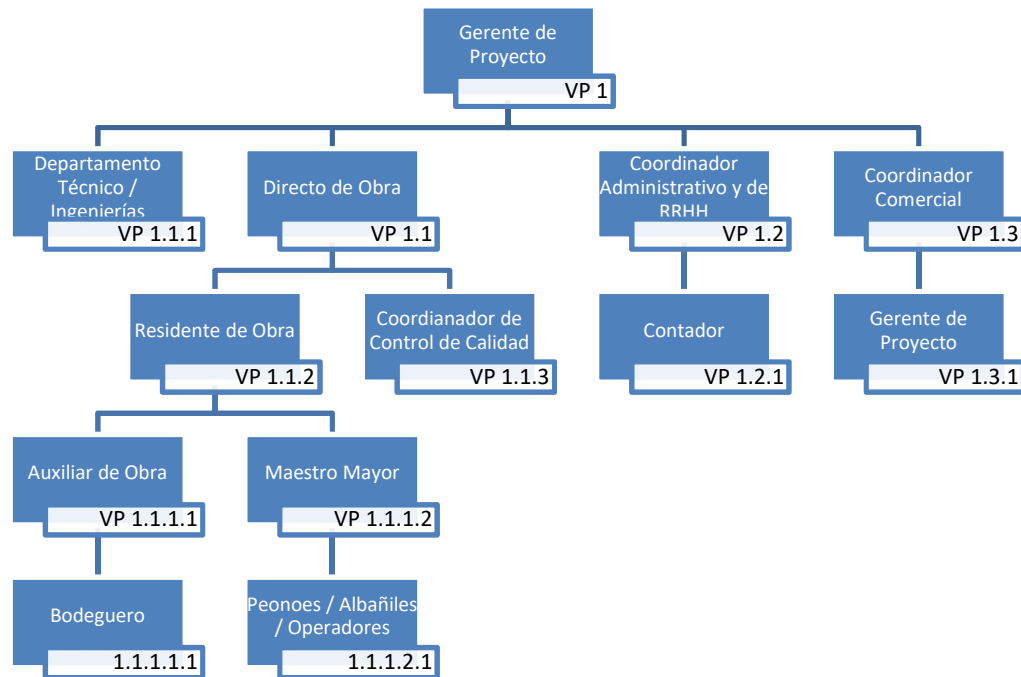 Gerente de
Proyecto
VP 1
Departamento
Técnico /
Ingenierías
VP 1.1.1
Directo de Obra
VP 1.1
Coordinador
Administrativo y de
RRHH
VP 1.2
Coordinador
Comercial
VP 1.3
Residente de Obra
VP 1.1.2
Coordianador de
Control de Calidad
VP 1.1.3
Contador
VP 1.2.1
Gerente de
Proyecto
VP 1.3.1
Auxiliar de Obra
VP 1.1.1.1
Maestro Mayor
VP 1.1.1.2
Bodeguero
1.1.1.1.1
Peonoes / Albañiles
/ Operadores
1.1.1.2.1